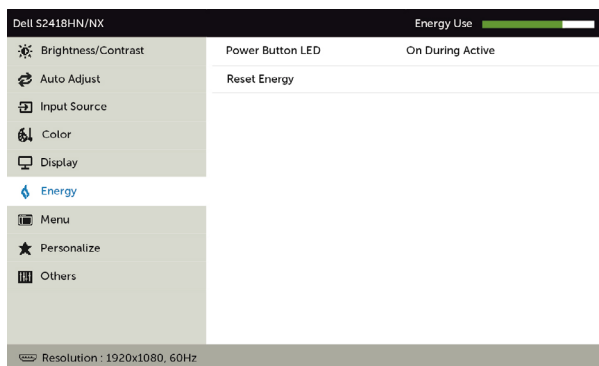 Dell S2418HN/NX Energy Use
Brightness/Contrast Power Button LED On During Active
Auto Adjust Reset Energy
Input Source
Color
Display
Energy
Menu
Personalize
Others
Resolution : 1920x1080, 60Hz